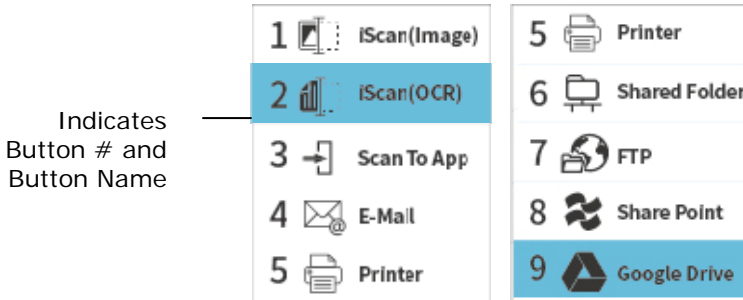 Indicates
Button # and
Button Name
1 iScan(Image)
2 iScan(OCR)
3 Scan To App
4 E-Mail
5 Printer
5 Printer
6 Shared Folder
7 FTP
8 Share Point
9 Google Drive